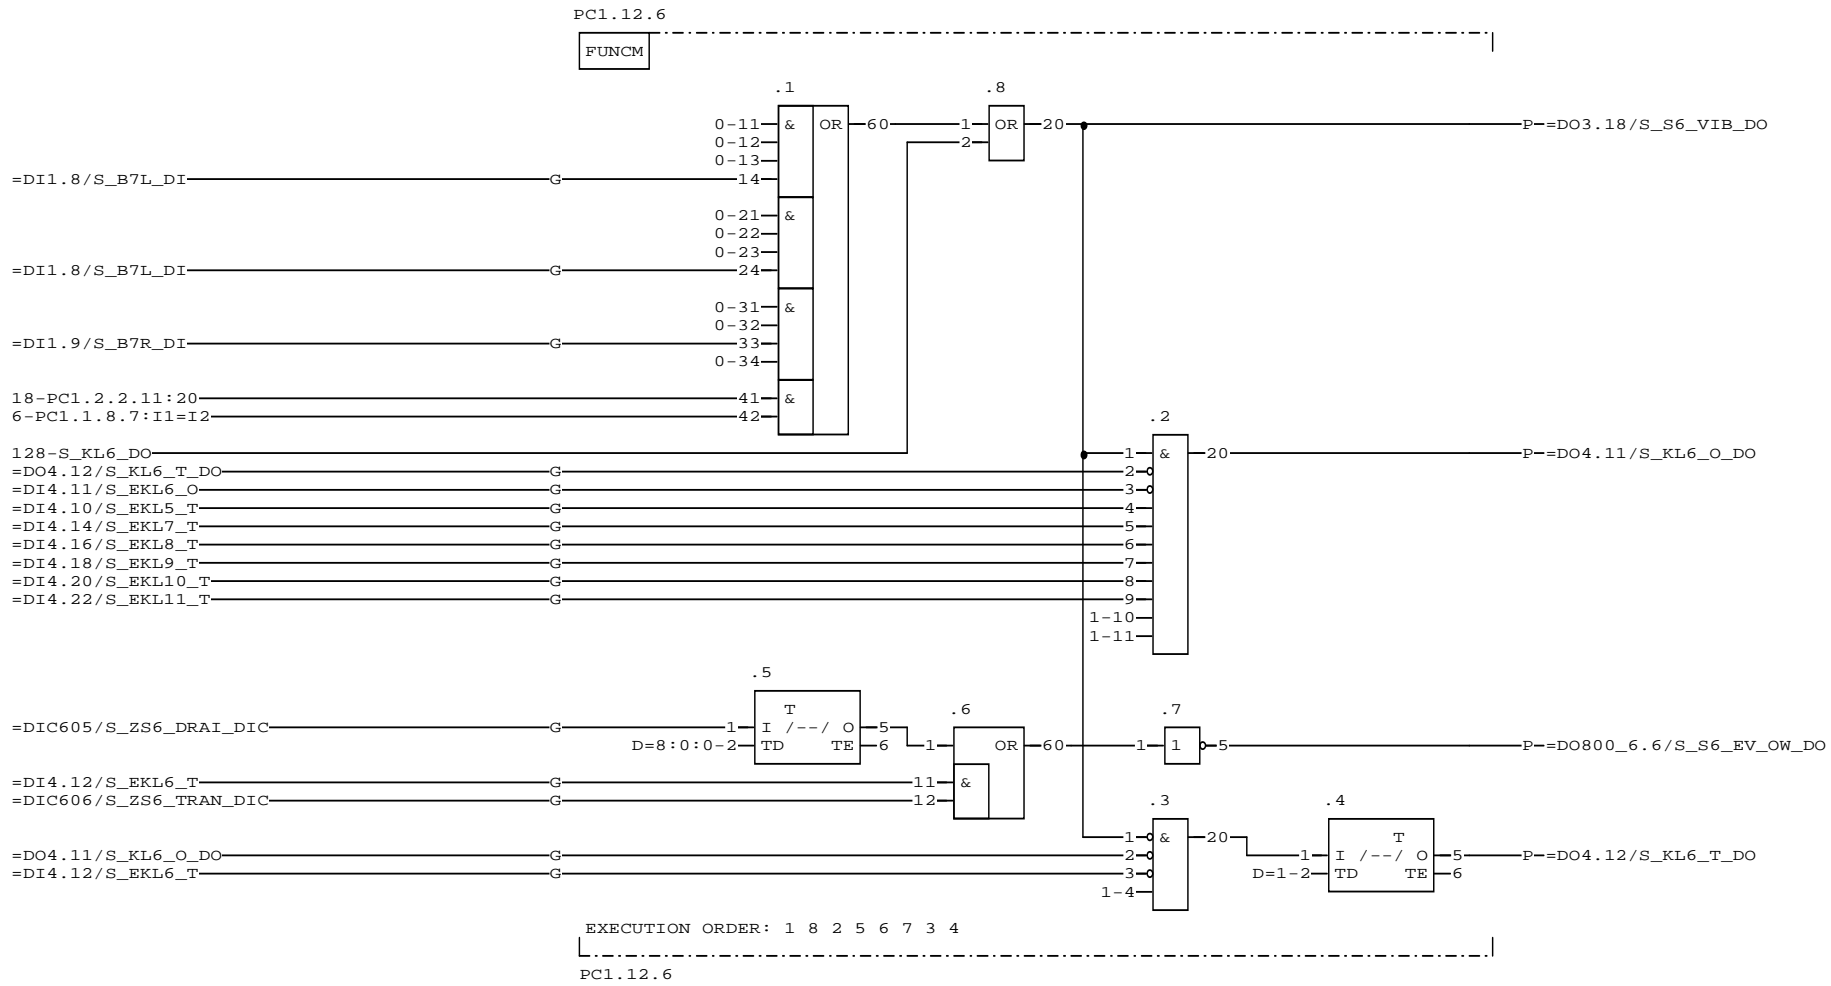 PC1.12.6
FUNCM
.1 .8
0-11 & OR 60 1 OR 20 P-=DO3.18/S_S6_VIB_DO
0-12 2
0-13
=DI1.8/S_B7L_DI G 14
0-21 &
0-22
0-23
=DI1.8/S_B7L_DI G 24
0-31 &
0-32
=DI1.9/S_B7R_DI G 33
0-34
18-PC1.2.2.11:20 41 &
6-PC1.1.8.7:I1=I2 42
.2
128-S_KL6_DO 1 & 20 P-=DO4.11/S_KL6_O_DO
=DO4.12/S_KL6_T_DO G 2
=DI4.11/S_EKL6_O G 3
=DI4.10/S_EKL5_T G 4
=DI4.14/S_EKL7_T G 5
=DI4.16/S_EKL8_T G 6
=DI4.18/S_EKL9_T G 7
=DI4.20/S_EKL10_T G 8
=DI4.22/S_EKL11_T G 9
1-10
1-11
.5
T .6 .7
=DIC605/S_ZS6_DRAI_DIC G 1 I /--/ O 5
D=8:0:0-2 TD TE 6 1 OR 60 1 1 5 P-=DO800_6.6/S_S6_EV_OW_DO
=DI4.12/S_EKL6_T G 11 &
=DIC606/S_ZS6_TRAN_DIC G 12 .3 .4
1 & 20 T
=DO4.11/S_KL6_O_DO G 2 1 I /--/ O 5 P-=DO4.12/S_KL6_T_DO
=DI4.12/S_EKL6_T G 3 D=1-2 TD TE 6
1-4
EXECUTION ORDER: 1 8 2 5 6 7 3 4
PC1.12.6